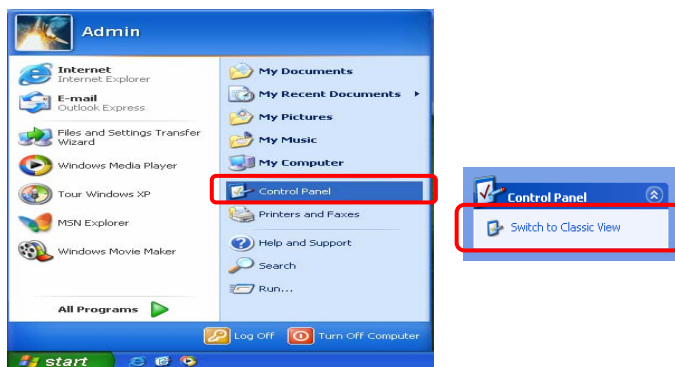 Admin
Internet
Internet Explorer
E-mail
Outlook Express
Files and Settings Transfer
Wizard
Windows Media Player
Tour Windows XP
MSN Explorer
Windows Movie Maker
All Programs
My Documents
My Recent Documents
My Pictures
My Music
My Computer
Control Panel
Printers and Faxes
Help and Support
Search
Run...
Log Off
Turn Off Computer
start
Control Panel
Switch to Classic View